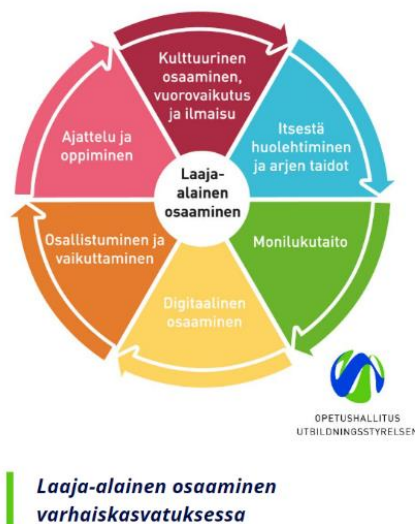 Kulttuurinen
osaaminen,
vuorovaikutus
ja ilmaisu
Itsestä
huolehtiminen
ja arjen taidot
Monilukutaito
Digitaalinen
osaaminen
Osallistuminen ja
vaikuttaminen
Ajattelu ja
oppiminen
Laaja-
alainen
osaaminen
OPETUSHALLITUS
UTBILDNINGSSTYRELSEN
Laaja-alainen osaaminen
varhaiskasvatuksessa